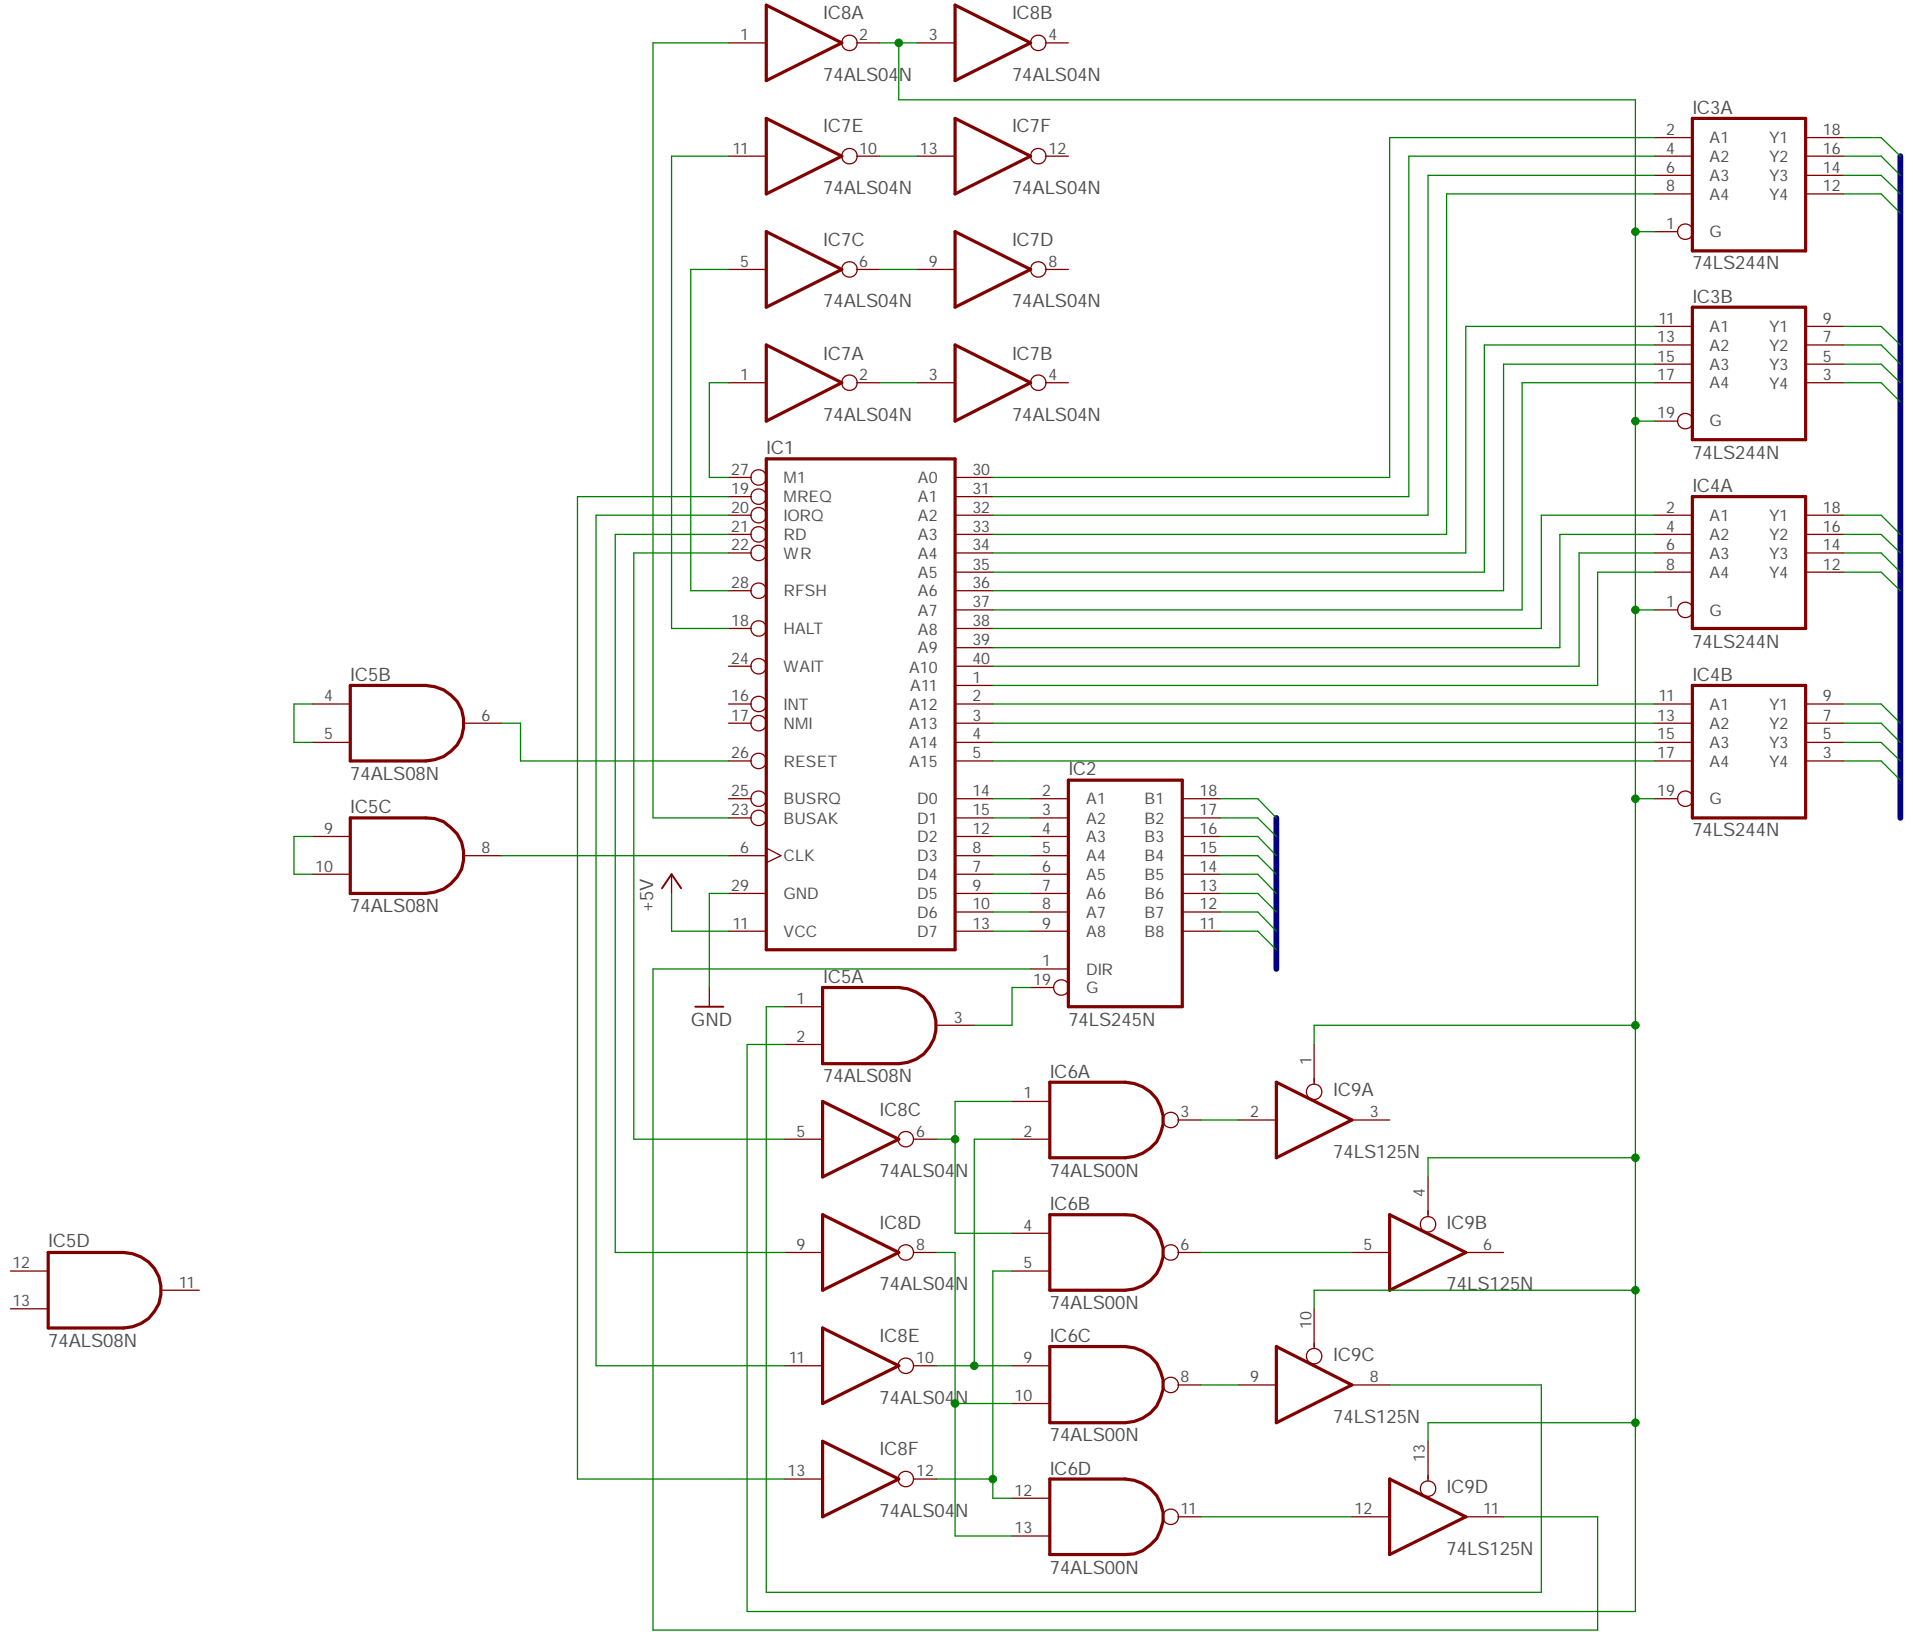 IC8A
1
2
74ALS04N
IC8B
3
4
74ALS04N
IC7E
11
10
74ALS04N
IC7F
13
12
74ALS04N
IC7C
5
6
74ALS04N
IC7D
9
8
74ALS04N
IC7A
1
2
74ALS04N
IC7B
3
4
74ALS04N
IC3A
2 A1 Y1 18
4 A2 Y2 16
6 A3 Y3 14
8 A4 Y4 12
1 G
74LS244N
IC3B
11 A1 Y1 9
13 A2 Y2 7
15 A3 Y3 5
17 A4 Y4 3
19 G
74LS244N
IC4A
2 A1 Y1 18
4 A2 Y2 16
6 A3 Y3 14
8 A4 Y4 12
1 G
74LS244N
IC4B
11 A1 Y1 9
13 A2 Y2 7
15 A3 Y3 5
17 A4 Y4 3
19 G
74LS244N
IC1
27 M1 A0 30
19 MREQ A1 31
20 IORQ A2 32
21 RD A3 33
22 WR A4 34
A5 35
28 RFSH A6 36
A7 37
18 HALT A8 38
A9 39
24 WAIT A10 40
A11 1
16 INT A12 2
17 NMI A13 3
A14 4
26 RESET A15 5
25 BUSRQ D0 14
23 BUSAK D1 15
D2 12
6 CLK D3 8
D4 7
29 GND D5 9
D6 10
11 VCC D7 13
+5V
GND
IC5B
4
5
6
74ALS08N
IC5C
9
10
8
74ALS08N
IC2
2 A1 B1 18
3 A2 B2 17
4 A3 B3 16
5 A4 B4 15
6 A5 B5 14
7 A6 B6 13
8 A7 B7 12
9 A8 B8 11
1 DIR
19 G
74LS245N
IC5A
1
2
3
74ALS08N
IC8C
5
6
74ALS04N
IC6A
1
2
3
74ALS00N
IC9A
1
2
3
74LS125N
IC8D
9
8
74ALS04N
IC6B
4
5
6
74ALS00N
IC9B
4
5
6
74LS125N
IC5D
12
13
11
74ALS08N
IC8E
11
10
74ALS04N
IC6C
9
10
8
74ALS00N
IC9C
10
9
8
74LS125N
IC8F
13
12
74ALS04N
IC6D
12
13
11
74ALS00N
IC9D
13
12
11
74LS125N